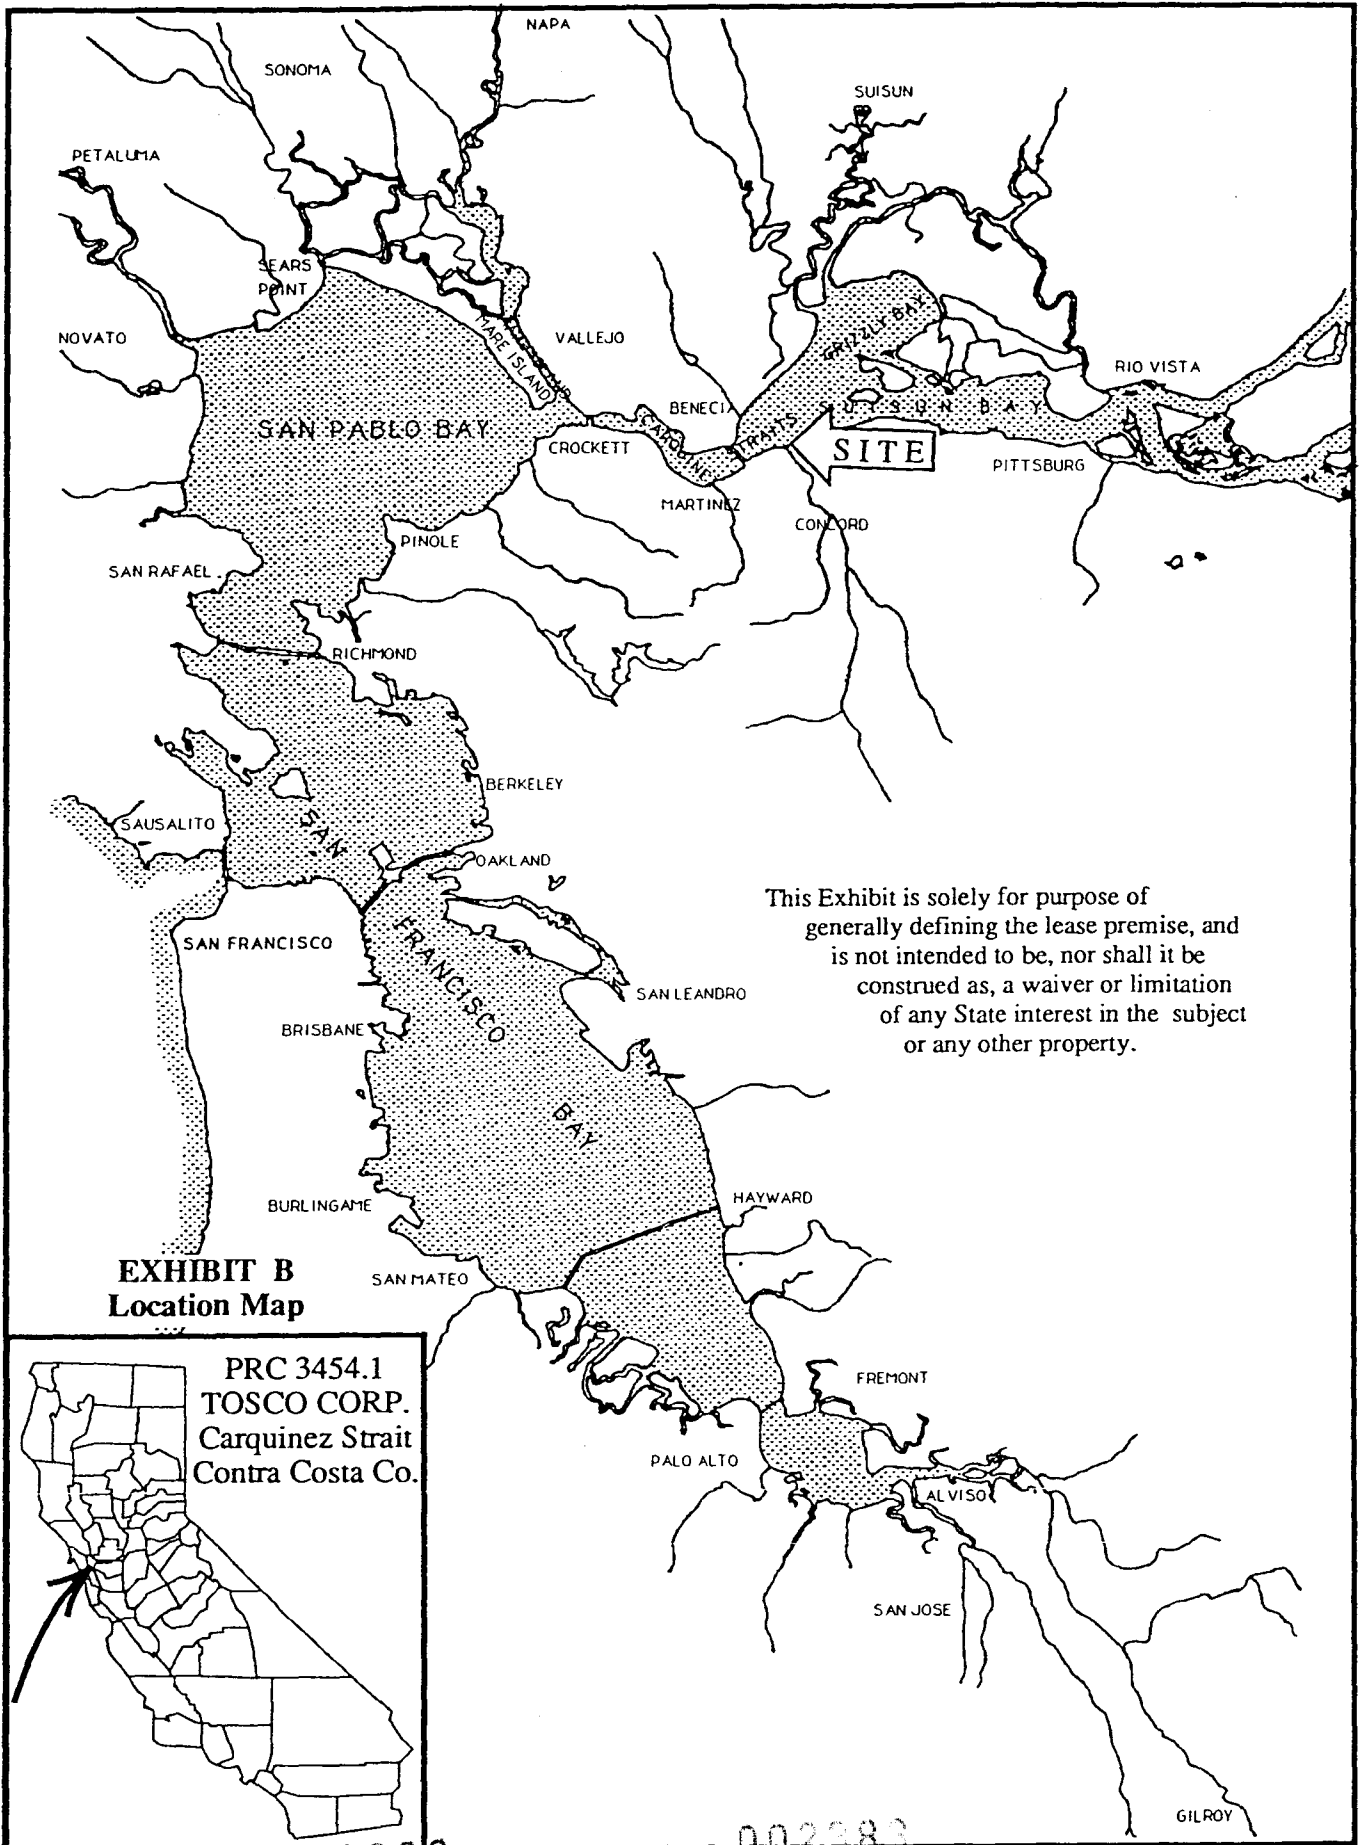 NAPA
SONOMA
SUISUN
PETALUMA
SEARS
POINT
NOVATO
MARE ISLAND
VALLEJO
GRIZZLY BAY
RIO VISTA
BENECIA
SUISUN BAY
SAN PABLO BAY
CROCKETT
STRAITS
SITE
PITTSBURG
MARTINEZ
CONCORD
PINOLE
SAN RAFAEL
RICHMOND
BERKELEY
SAUSALITO
SAN
OAKLAND
This Exhibit is solely for purpose of
generally defining the lease premise, and
is not intended to be, nor shall it be
construed as, a waiver or limitation
of any State interest in the subject
or any other property.
SAN FRANCISCO
FRANCISCO
SAN LEANDRO
BRISBANE
BAY
BURLINGAME
HAYWARD
SAN MATEO
EXHIBIT B
Location Map
PRC 3454.1
TOSCO CORP.
Carquinez Strait
Contra Costa Co.
FREMONT
PALO ALTO
ALVISO
SAN JOSE
GILROY